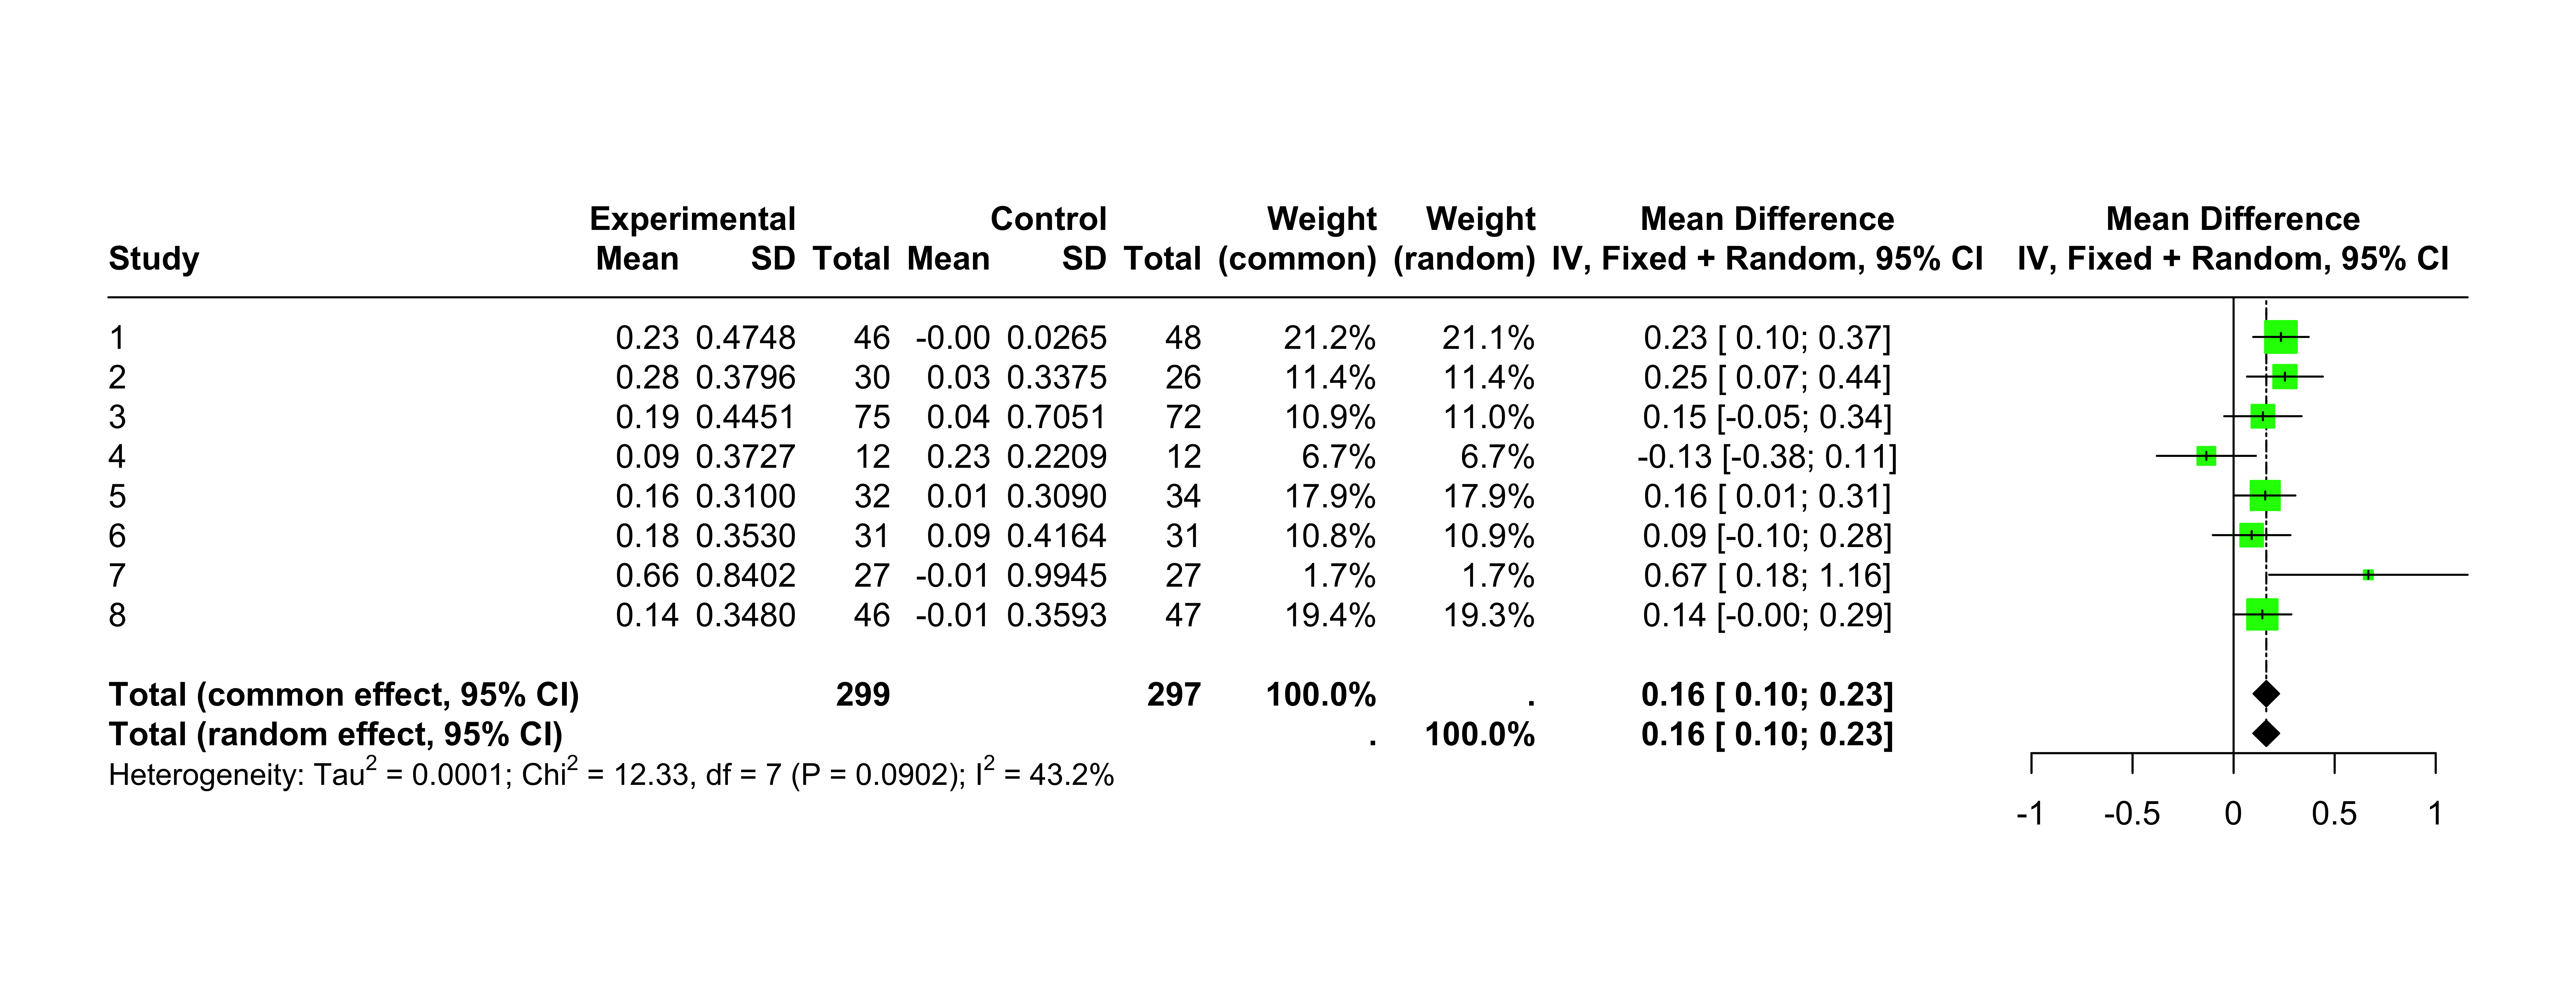 Experimental Control Weight Weight Mean Difference Mean Difference
Study Mean SD Total Mean SD Total (common) (random) IV, Fixed + Random, 95% CI IV, Fixed + Random, 95% CI
1 0.23 0.4748 46 -0.00 0.0265 48 21.2% 21.1% 0.23 [ 0.10; 0.37]
2 0.28 0.3796 30 0.03 0.3375 26 11.4% 11.4% 0.25 [ 0.07; 0.44]
3 0.19 0.4451 75 0.04 0.7051 72 10.9% 11.0% 0.15 [-0.05; 0.34]
4 0.09 0.3727 12 0.23 0.2209 12 6.7% 6.7% -0.13 [-0.38; 0.11]
5 0.16 0.3100 32 0.01 0.3090 34 17.9% 17.9% 0.16 [ 0.01; 0.31]
6 0.18 0.3530 31 0.09 0.4164 31 10.8% 10.9% 0.09 [-0.10; 0.28]
7 0.66 0.8402 27 -0.01 0.9945 27 1.7% 1.7% 0.67 [ 0.18; 1.16]
8 0.14 0.3480 46 -0.01 0.3593 47 19.4% 19.3% 0.14 [-0.00; 0.29]
Total (common effect, 95% CI) 299 297 100.0% . 0.16 [ 0.10; 0.23]
Total (random effect, 95% CI) . 100.0% 0.16 [ 0.10; 0.23]
Heterogeneity: Tau² = 0.0001; Chi² = 12.33, df = 7 (P = 0.0902); I² = 43.2%
-1 -0.5 0 0.5 1